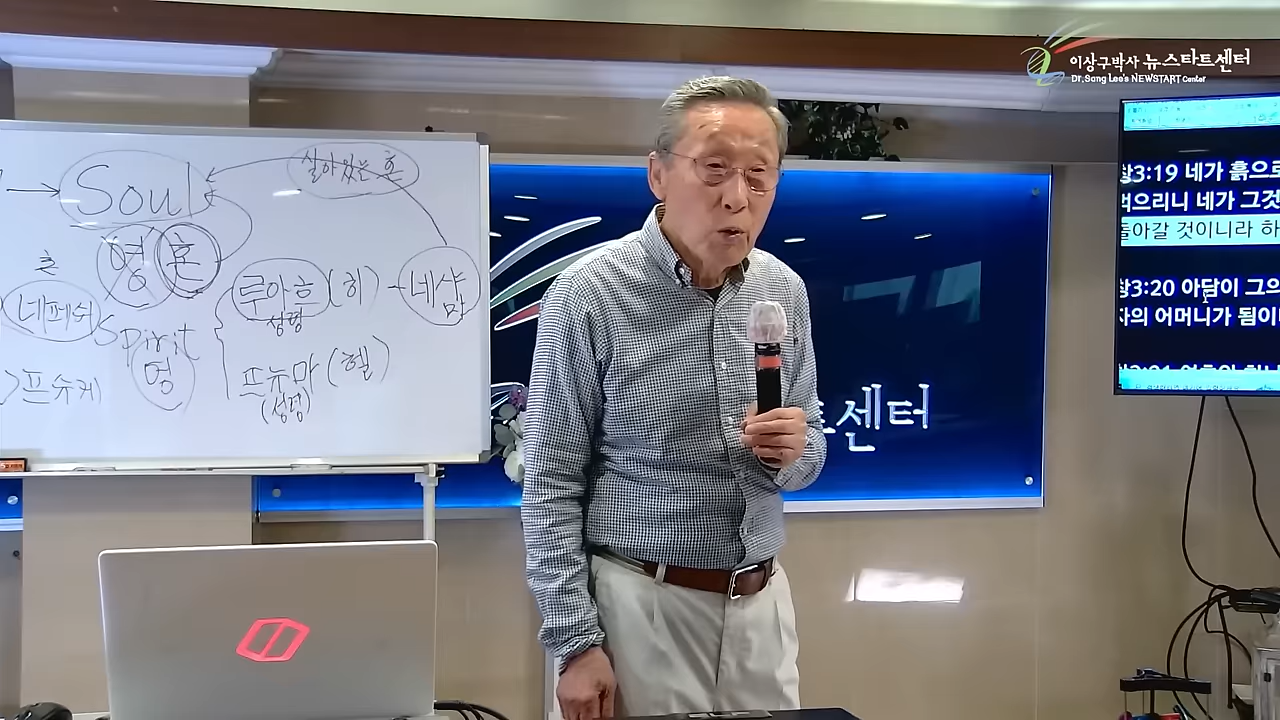 이상구박사 뉴스타트센터
Dr. Sang Lee's NEWSTART Center
Soul
살아있는 혼
영혼
혼
네페쉬
Spirit
영
루아흐 (히)
성령
네샤마
프뉴마 (헬)
(성령)
프슈케
센터
창3:19 네가 흙으로
먹으리니 네가 그것
돌아갈 것이니라 하
창3:20 아담이 그의
자의 어머니가 됨이